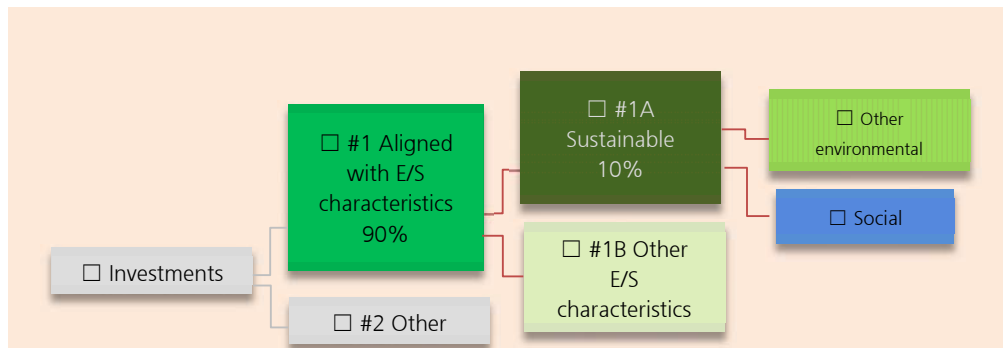 ☐ #1A
Sustainable
10%
☐ Other
environmental
☐ #1 Aligned
with E/S
characteristics
90%
☐ Social
☐ #1B Other
E/S
characteristics
☐ Investments
☐ #2 Other